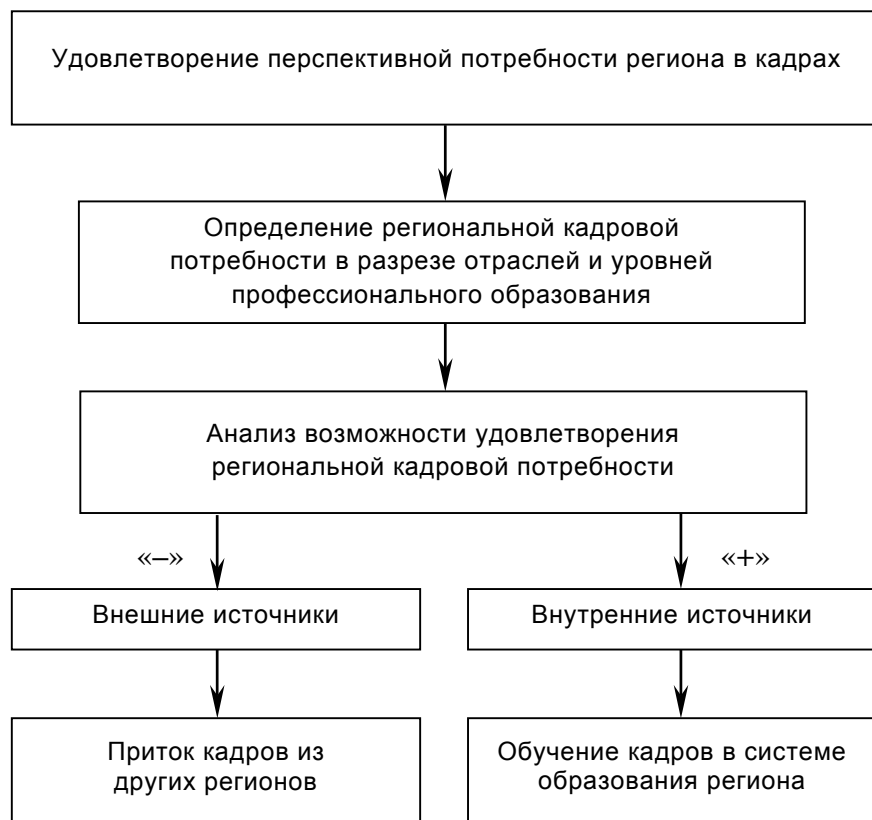 Удовлетворение перспективной потребности региона в кадрах
Определение региональной кадровой
потребности в разрезе отраслей и уровней
профессионального образования
Анализ возможности удовлетворения
региональной кадровой потребности
«–»
«+»
Внешние источники
Внутренние источники
Приток кадров из
других регионов
Обучение кадров в системе
образования региона